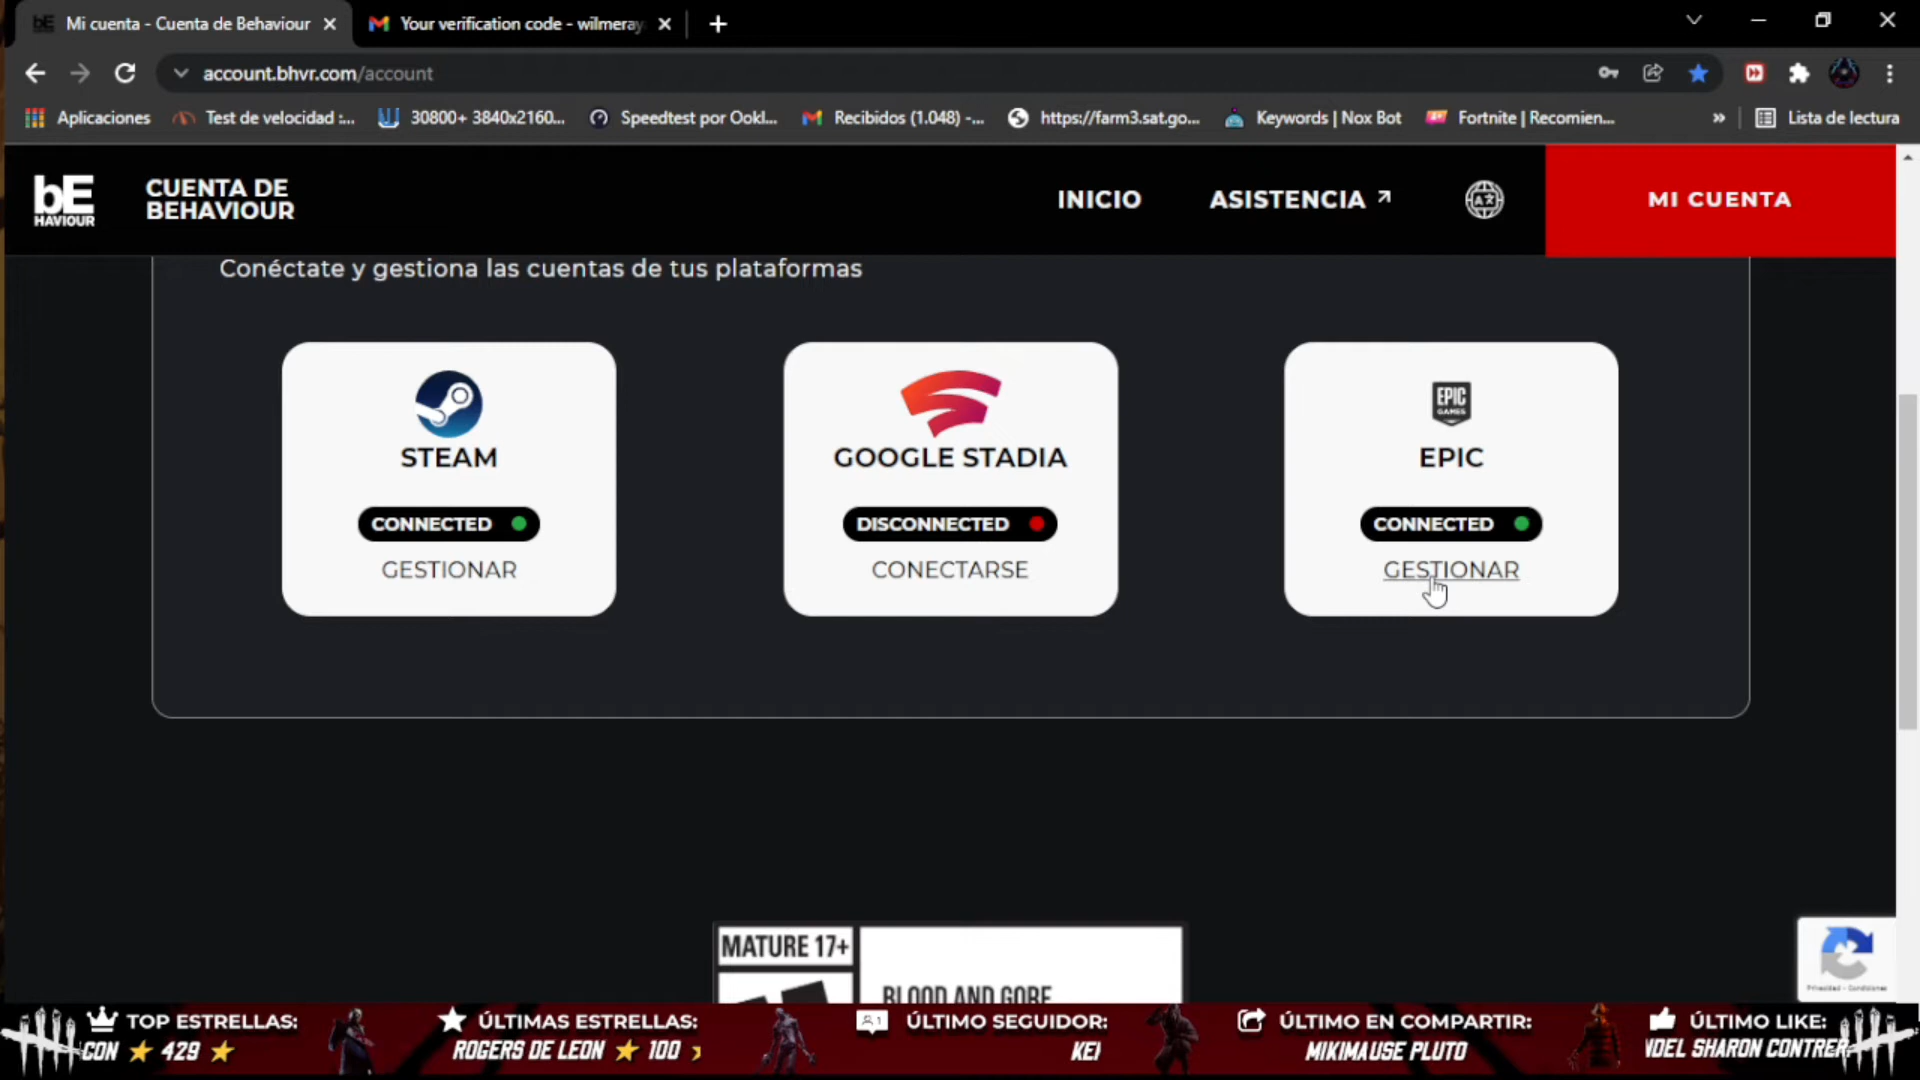 Mi cuenta - Cuenta de Behaviour
Your verification code - wilmeray
account.bhvr.com/account
Aplicaciones
Test de velocidad :...
30800+ 3840x2160...
Speedtest por Ookl...
Recibidos (1.048) -...
https://farm3.sat.go...
Keywords | Nox Bot
Fortnite | Recomien...
»
Lista de lectura
bE
HAVIOUR
CUENTA DE
BEHAVIOUR
INICIO
ASISTENCIA
MI CUENTA
Conéctate y gestiona las cuentas de tus plataformas
STEAM
CONNECTED
GESTIONAR
GOOGLE STADIA
DISCONNECTED
CONECTARSE
EPIC
GAMES
EPIC
CONNECTED
GESTIONAR
MATURE 17+
BLOOD AND GORE
Privacidad - Condiciones
TOP ESTRELLAS:
CON 429
ÚLTIMAS ESTRELLAS:
ROGERS DE LEON 100
ÚLTIMO SEGUIDOR:
KEI
ÚLTIMO EN COMPARTIR:
MIKIMAUSE PLUTO
ÚLTIMO LIKE:
NOEL SHARON CONTRER